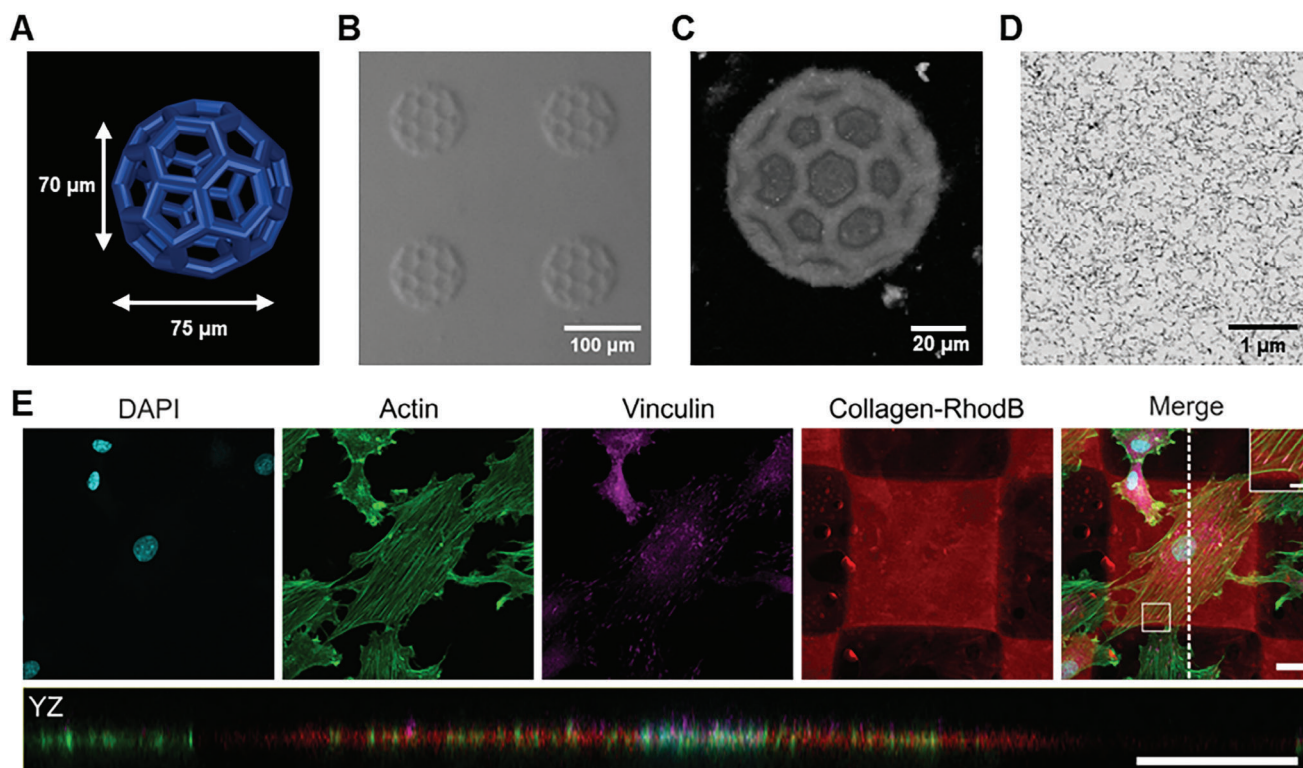 A
B
C
D
70 µm
75 µm
100 µm
20 µm
1 µm
E
DAPI
Actin
Vinculin
Collagen-RhodB
Merge
YZ